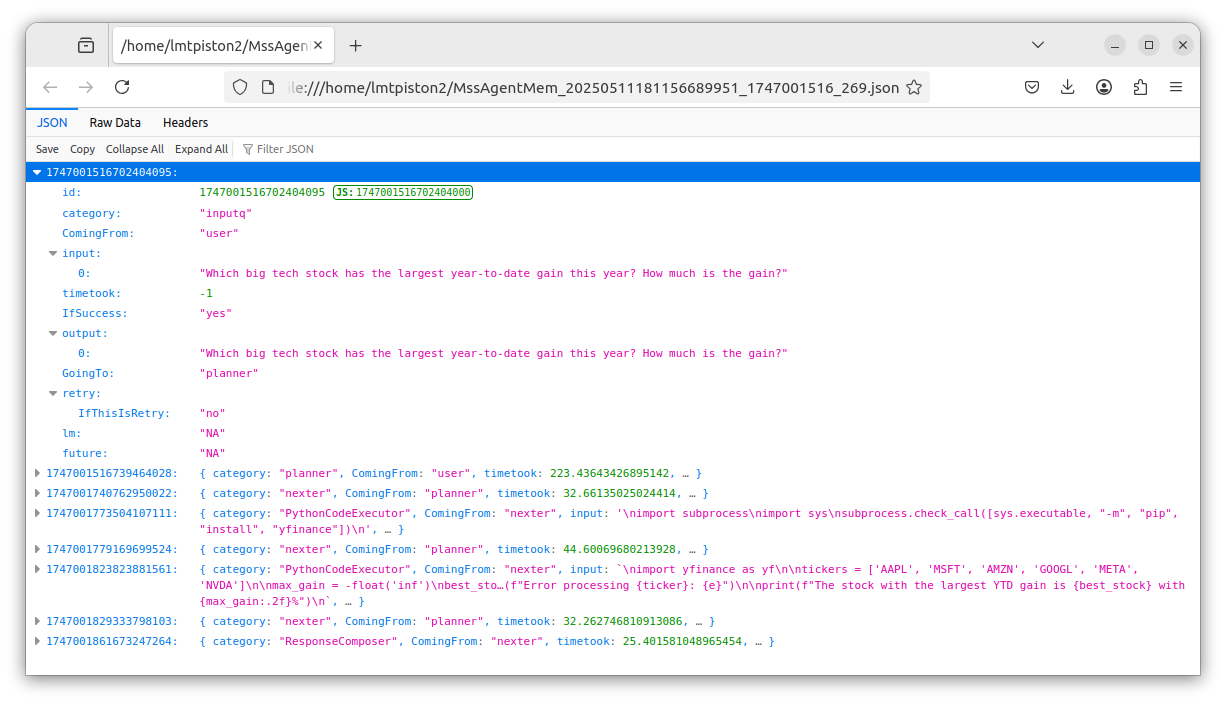 /home/lmtpiston2/MssAgen
ile:///home/lmtpiston2/MssAgentMem_20250511181156689951_1747001516_269.json
JSON Raw Data Headers
Save Copy Collapse All Expand All Filter JSON
1747001516702404095:
id: 1747001516702404095 JS:1747001516702404000
category: "inputq"
ComingFrom: "user"
input:
0: "Which big tech stock has the largest year-to-date gain this year? How much is the gain?"
timetook: -1
IfSuccess: "yes"
output:
0: "Which big tech stock has the largest year-to-date gain this year? How much is the gain?"
GoingTo: "planner"
retry:
IfThisIsRetry: "no"
lm: "NA"
future: "NA"
1747001516739464028: { category: "planner", ComingFrom: "user", timetook: 223.43643426895142, … }
1747001740762950022: { category: "nexter", ComingFrom: "planner", timetook: 32.66135025024414, … }
1747001773504107111: { category: "PythonCodeExecutor", ComingFrom: "nexter", input: '\nimport subprocess\nimport sys\nsubprocess.check_call([sys.executable, "-m", "pip",
"install", "yfinance"])\n', … }
1747001779169699524: { category: "nexter", ComingFrom: "planner", timetook: 44.60069680213928, … }
1747001823823881561: { category: "PythonCodeExecutor", ComingFrom: "nexter", input: `\nimport yfinance as yf\n\ntickers = ['AAPL', 'MSFT', 'AMZN', 'GOOGL', 'META',
'NVDA']\n\nmax_gain = -float('inf')\nbest_sto…(f"Error processing {ticker}: {e}")\n\nprint(f"The stock with the largest YTD gain is {best_stock} with
{max_gain:.2f}%")\n`, … }
1747001829333798103: { category: "nexter", ComingFrom: "planner", timetook: 32.262746810913086, … }
1747001861673247264: { category: "ResponseComposer", ComingFrom: "nexter", timetook: 25.401581048965454, … }